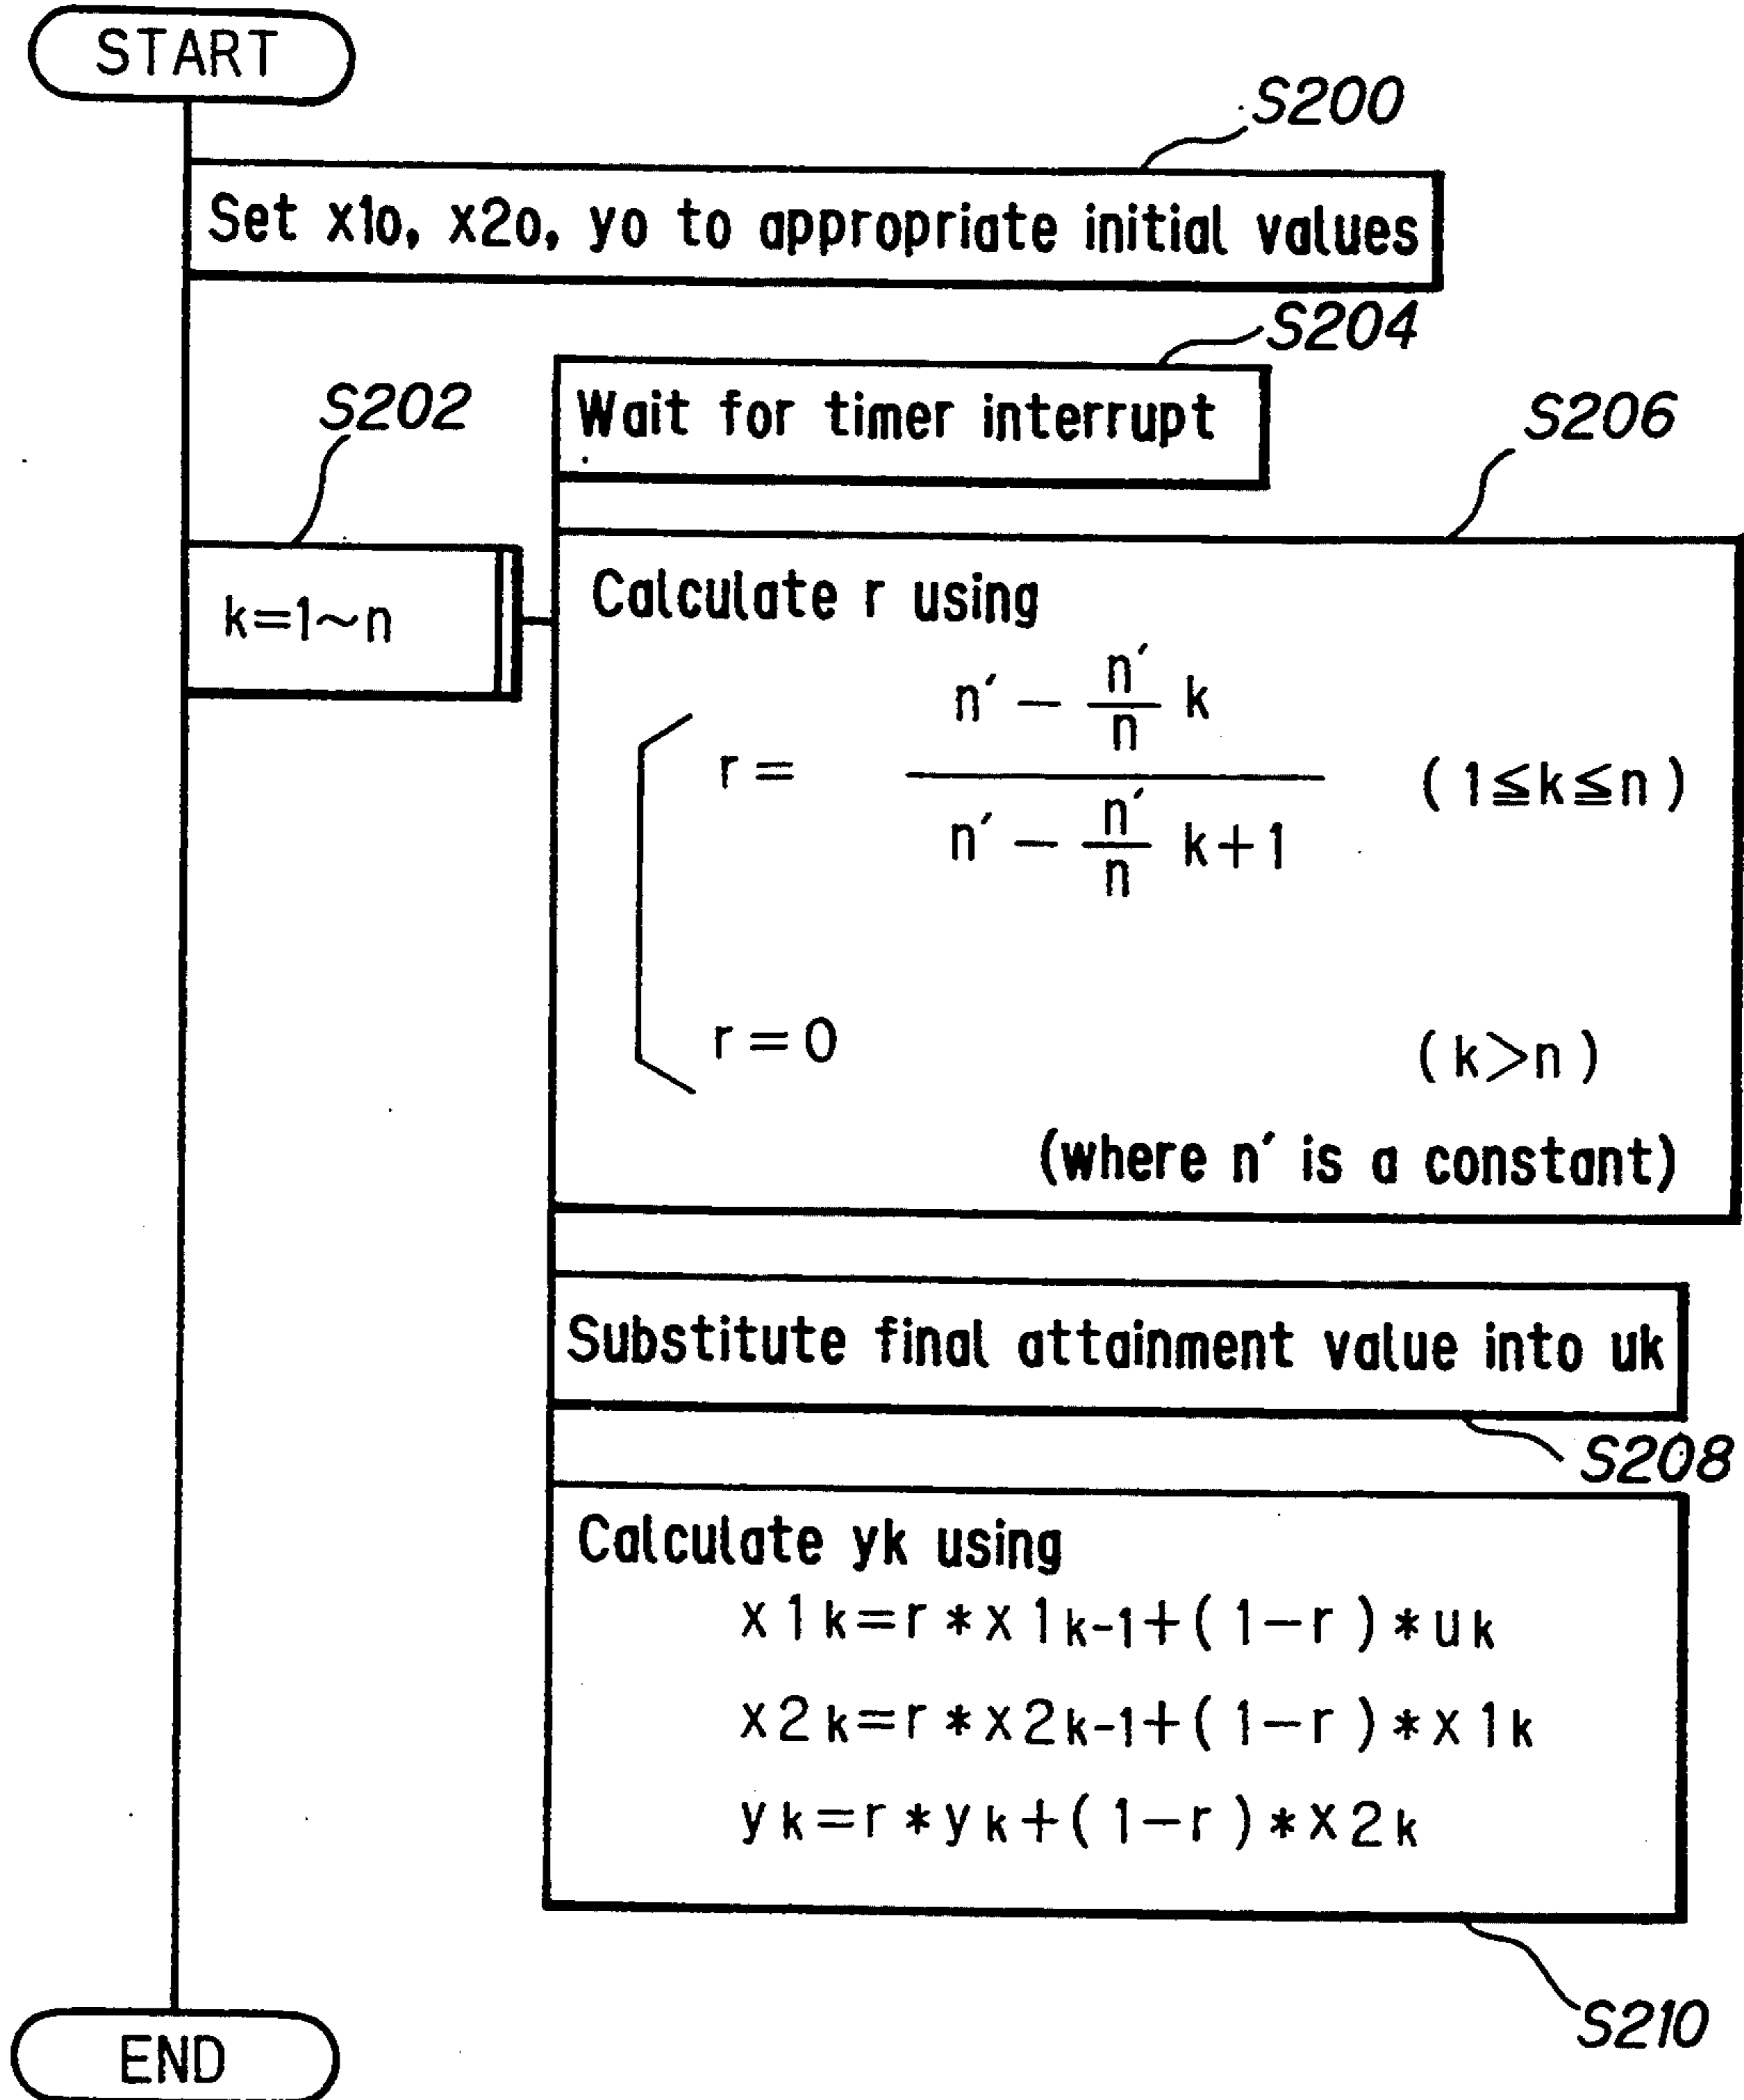 START
S200
Set x1o, x2o, yo to appropriate initial values
S204
Wait for timer interrupt
S202
S206
k=1~n
Calculate r using
r= (n′ − n′/n k) / (n′ − n′/n k+1) (1≦k≦n)
r=0 (k>n)
(where n′ is a constant)
Substitute final attainment value into uk
S208
Calculate yk using
x1k=r*x1k-1+(1-r)*uk
x2k=r*x2k-1+(1-r)*x1k
yk=r*yk+(1-r)*x2k
S210
END